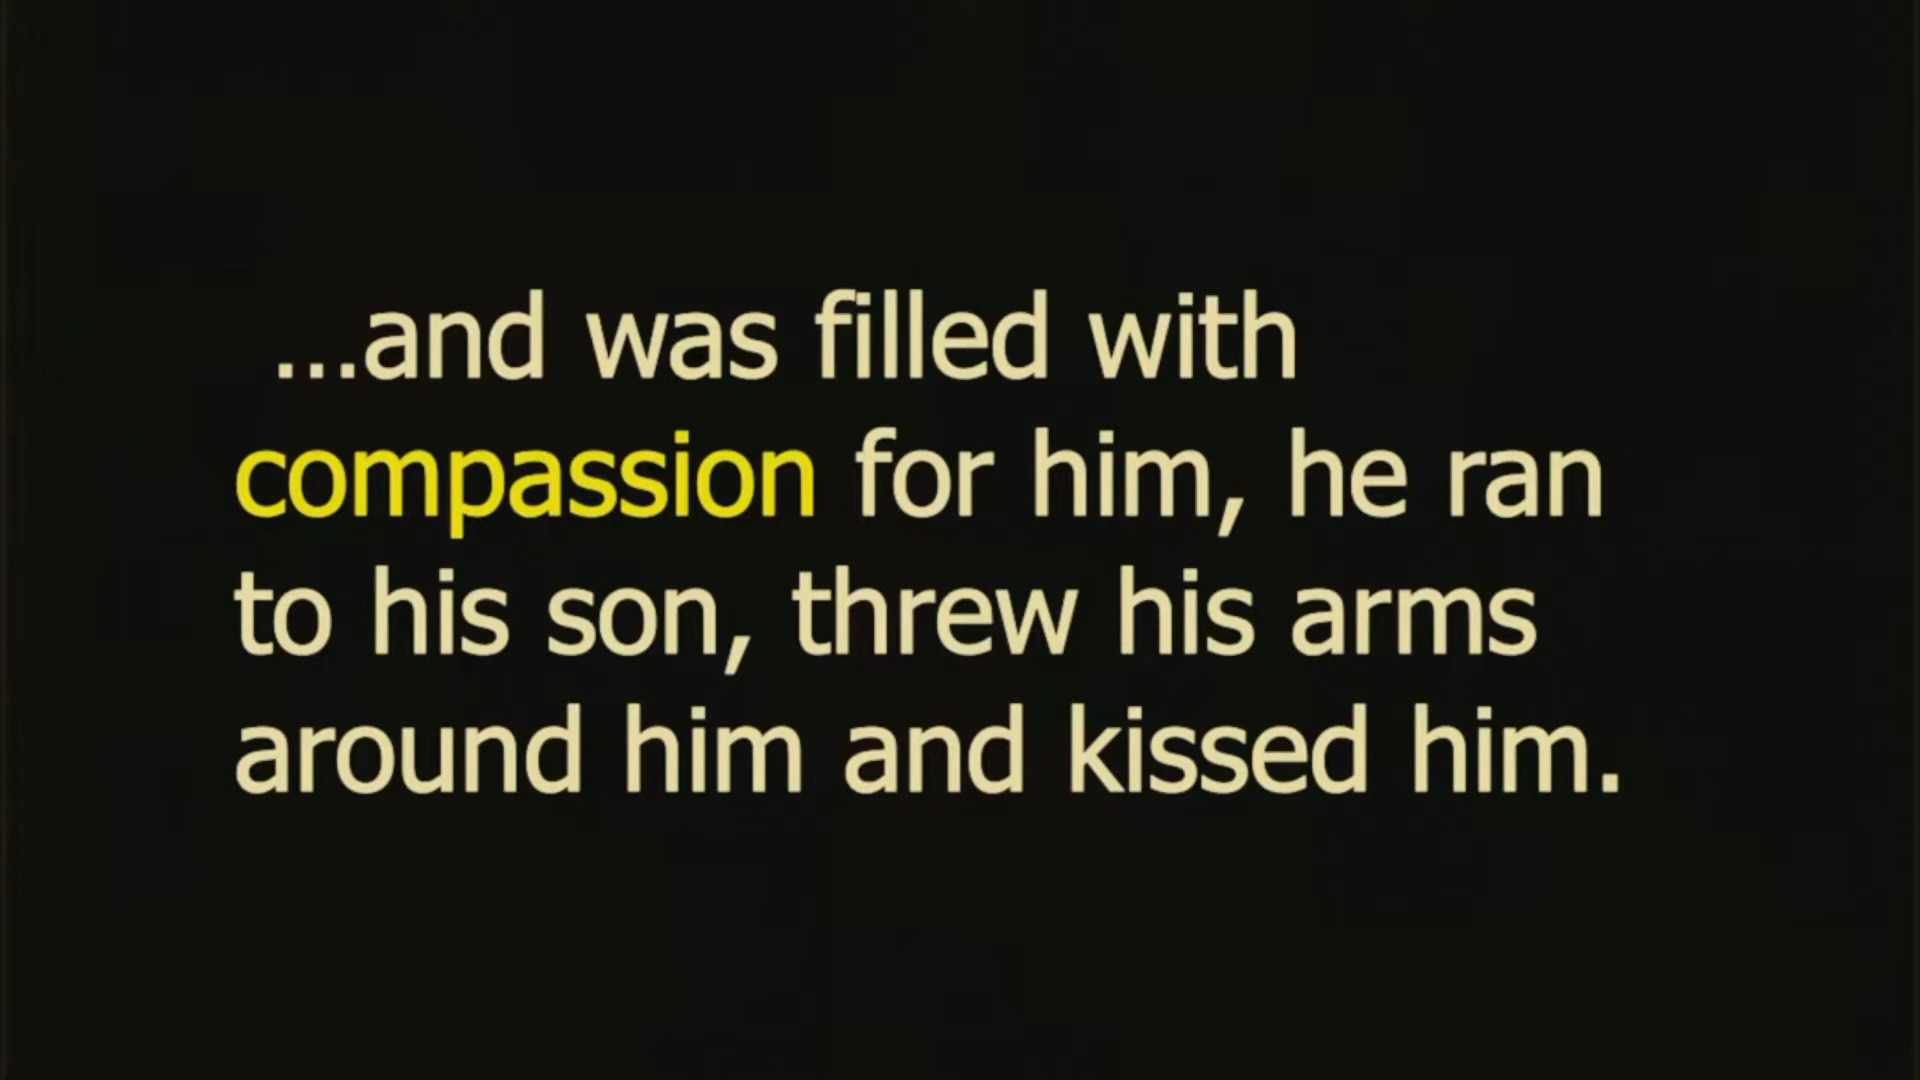 ...and was filled with
compassion for him, he ran
to his son, threw his arms
around him and kissed him.